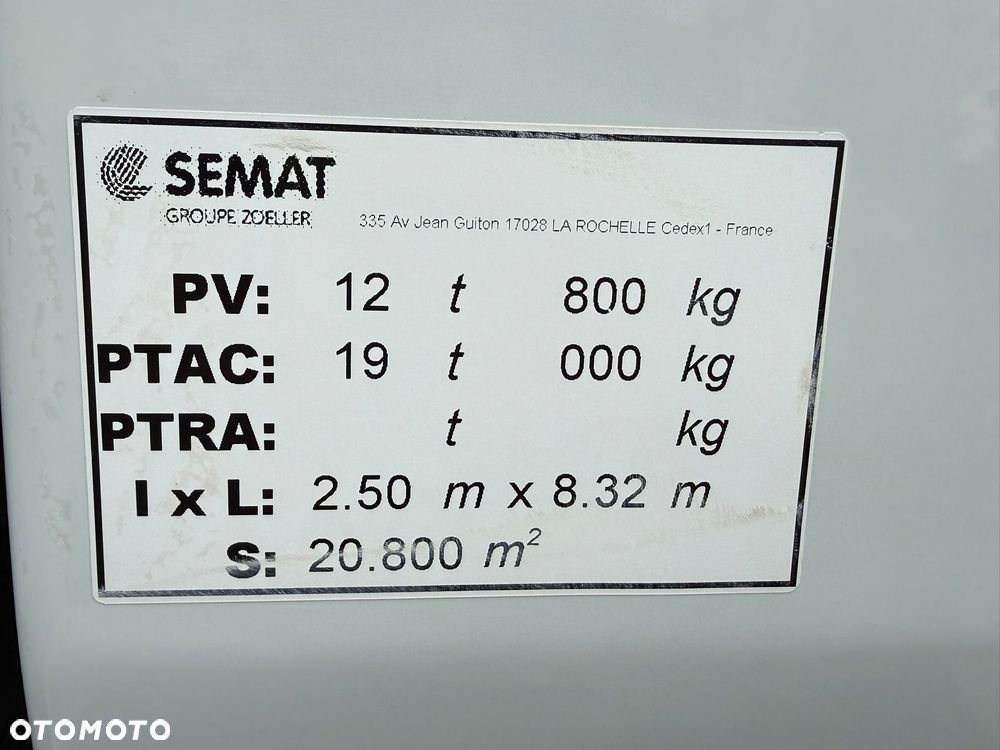 SEMAT
GROUPE ZOELLER
335 Av Jean Guiton 17028 LA ROCHELLE Cedex1 - France
PV: 12 t 800 kg
PTAC: 19 t 000 kg
PTRA: t kg
l x L: 2.50 m x 8.32 m
S: 20.800 m²
OTOMOTO